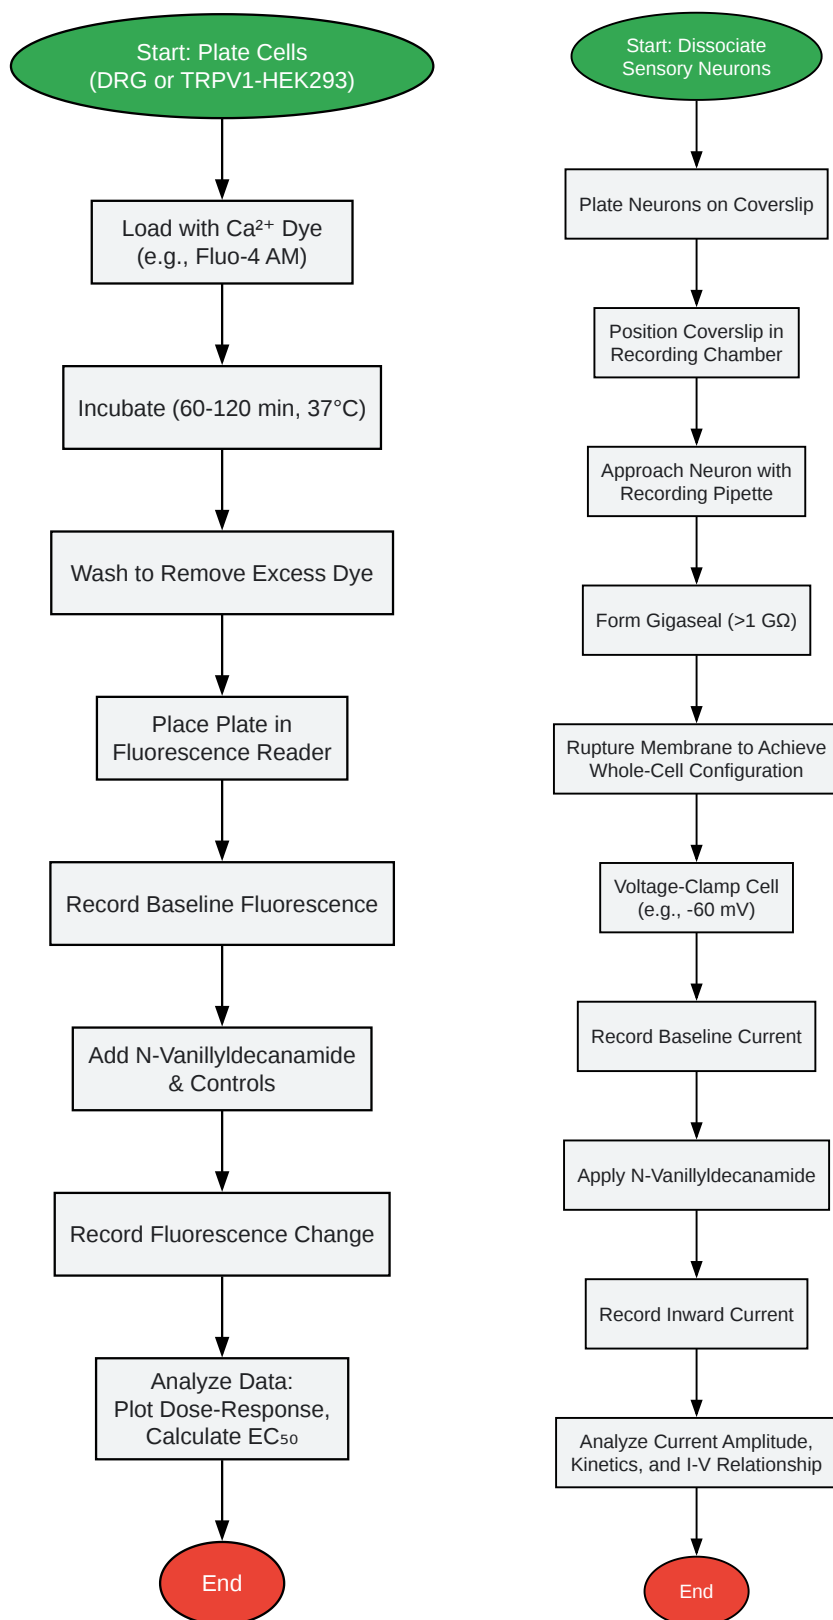 Start: Plate Cells
(DRG or TRPV1-HEK293)
Load with Ca²⁺ Dye
(e.g., Fluo-4 AM)
Incubate (60-120 min, 37°C)
Wash to Remove Excess Dye
Place Plate in
Fluorescence Reader
Record Baseline Fluorescence
Add N-Vanillyldecanamide
& Controls
Record Fluorescence Change
Analyze Data:
Plot Dose-Response,
Calculate EC₅₀
End
Start: Dissociate
Sensory Neurons
Plate Neurons on Coverslip
Position Coverslip in
Recording Chamber
Approach Neuron with
Recording Pipette
Form Gigaseal (>1 GΩ)
Rupture Membrane to Achieve
Whole-Cell Configuration
Voltage-Clamp Cell
(e.g., -60 mV)
Record Baseline Current
Apply N-Vanillyldecanamide
Record Inward Current
Analyze Current Amplitude,
Kinetics, and I-V Relationship
End